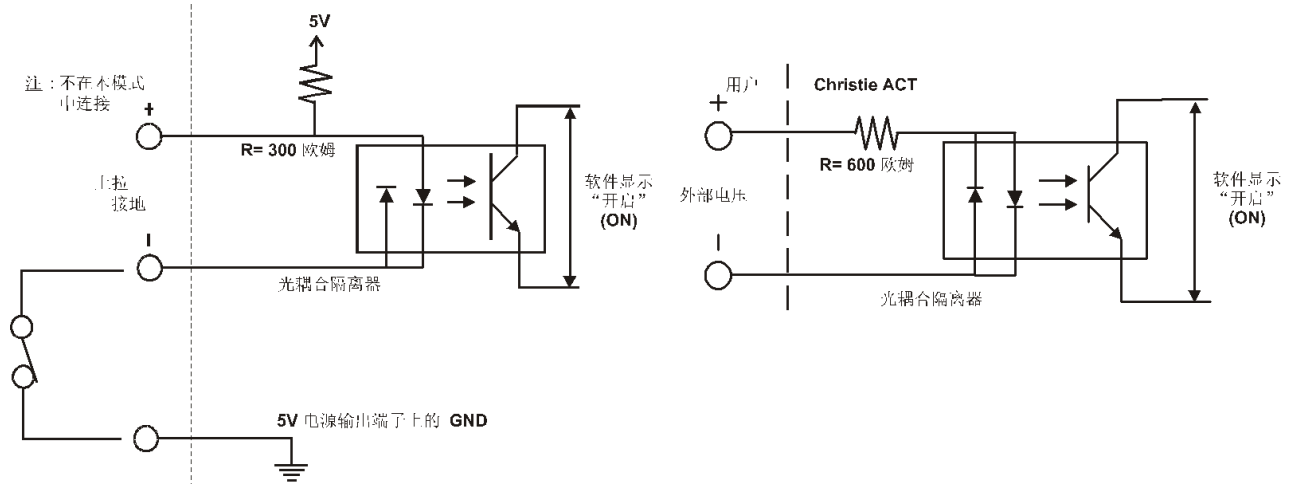 5V
注：不在本模式
中连接
+
R= 300 欧姆
上拉
接地
软件显示
“开启”
(ON)
光耦合隔离器
5V 电源输出端子上的 GND
用户
Christie ACT
+
R= 600 欧姆
外部电压
软件显示
“开启”
(ON)
光耦合隔离器